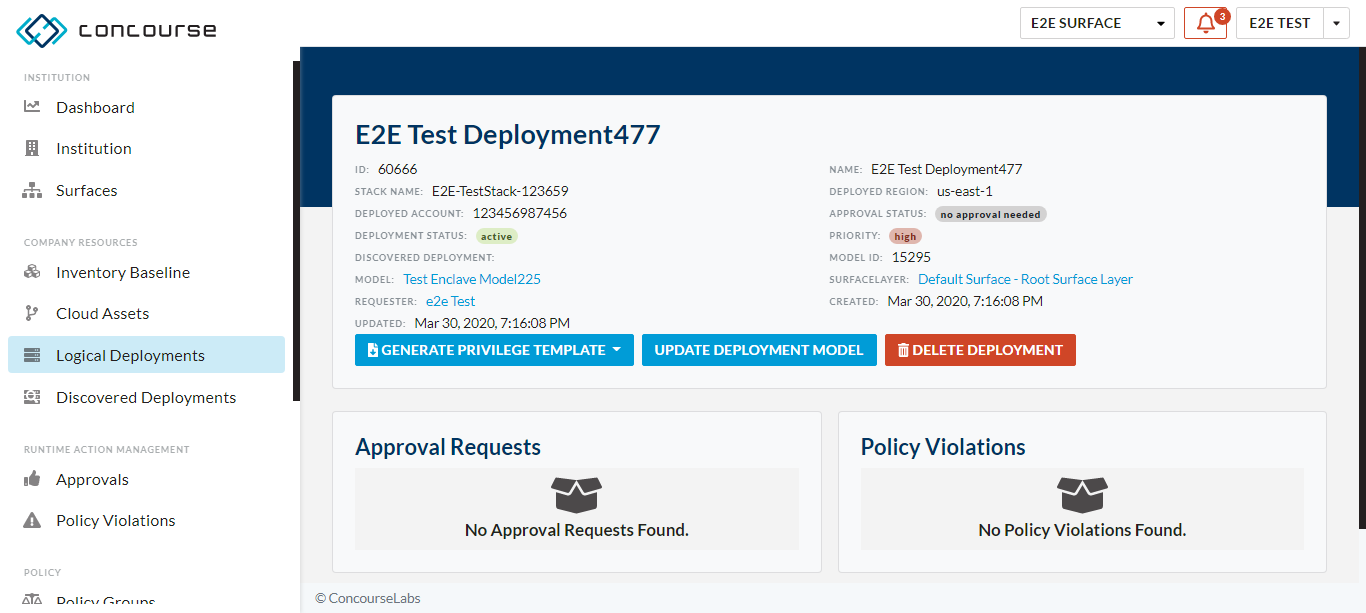 concourse
E2E SURFACE
3
E2E TEST
INSTITUTION
Dashboard
Institution
Surfaces
COMPANY RESOURCES
Inventory Baseline
Cloud Assets
Logical Deployments
Discovered Deployments
RUNTIME ACTION MANAGEMENT
Approvals
Policy Violations
POLICY
Policy Groups
E2E Test Deployment477
ID: 60666
STACK NAME: E2E-TestStack-123659
DEPLOYED ACCOUNT: 123456987456
DEPLOYMENT STATUS: active
DISCOVERED DEPLOYMENT:
MODEL: Test Enclave Model225
REQUESTER: e2e Test
UPDATED: Mar 30, 2020, 7:16:08 PM
NAME: E2E Test Deployment477
DEPLOYED REGION: us-east-1
APPROVAL STATUS: no approval needed
PRIORITY: high
MODEL ID: 15295
SURFACELAYER: Default Surface - Root Surface Layer
CREATED: Mar 30, 2020, 7:16:08 PM
GENERATE PRIVILEGE TEMPLATE
UPDATE DEPLOYMENT MODEL
DELETE DEPLOYMENT
Approval Requests
No Approval Requests Found.
Policy Violations
No Policy Violations Found.
© ConcourseLabs